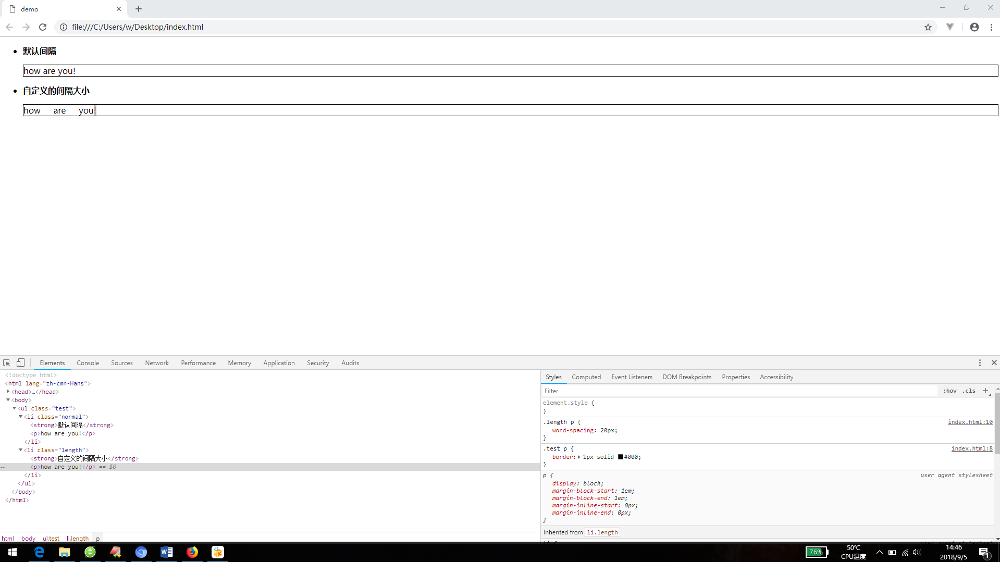 demo
file:///C:/Users/w/Desktop/index.html
默认间隔
how are you!
自定义的间隔大小
how are you!
Elements Console Sources Network Performance Memory Application Security Audits
<!doctype html>
<html lang="zh-cmn-Hans">
<head>…</head>
<body>
<ul class="test">
<li class="normal">
<strong>默认间隔</strong>
<p>how are you!</p>
</li>
<li class="length">
<strong>自定义的间隔大小</strong>
<p>how are you!</p> == $0
</li>
</ul>
</body>
</html>
html body ul.test li.length p
Styles Computed Event Listeners DOM Breakpoints Properties Accessibility
Filter :hov .cls +
element.style {
}
.length p { index.html:10
word-spacing: 20px;
}
.test p { index.html:8
border: 1px solid #000;
}
p { user agent stylesheet
display: block;
margin-block-start: 1em;
margin-block-end: 1em;
margin-inline-start: 0px;
margin-inline-end: 0px;
}
Inherited from li.length
76% 50℃ 14:46
CPU温度 2018/9/5 1